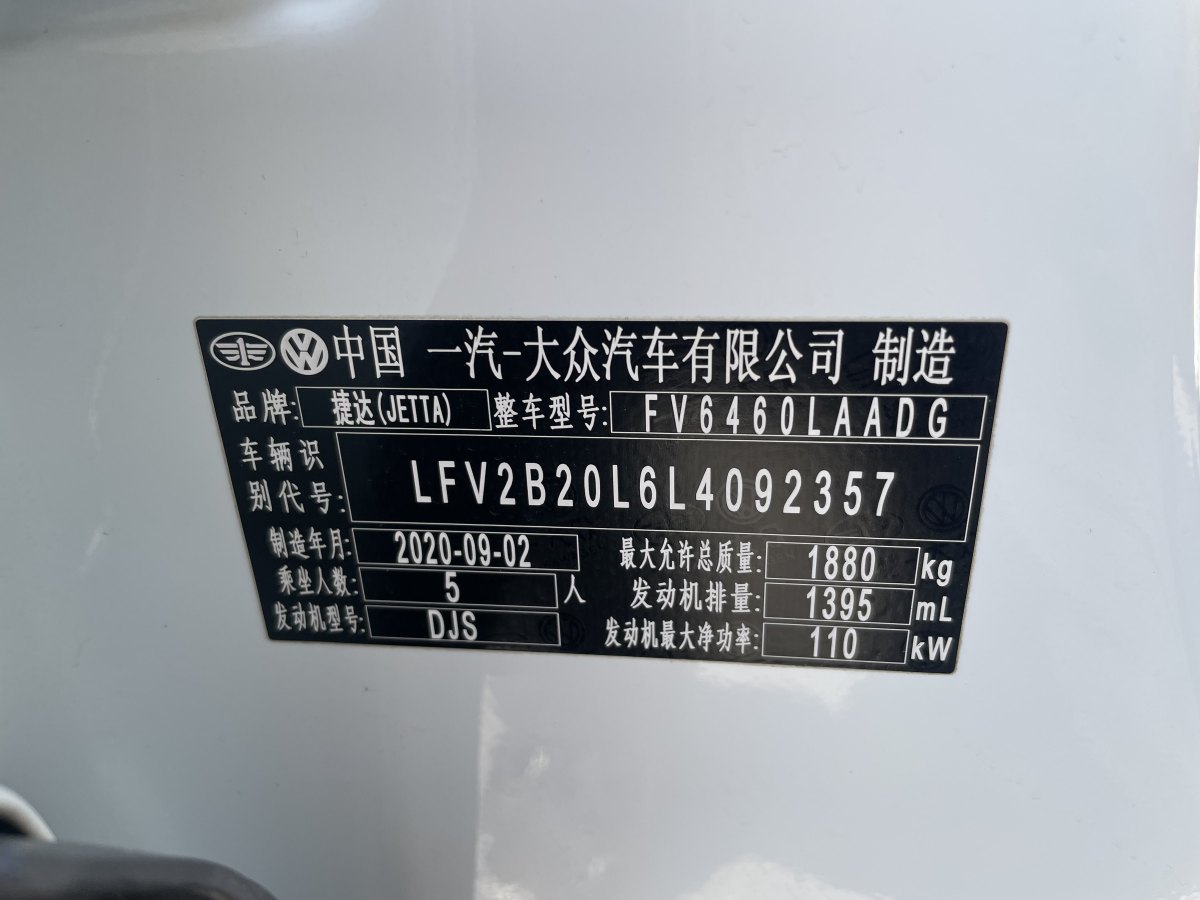 中国 一汽-大众汽车有限公司 制造
品牌: 捷达(JETTA) 整车型号: FV6460LAADG
车辆识别代号: LFV2B20L6L4092357
制造年月: 2020-09-02 最大允许总质量: 1880 kg
乘坐人数: 5 人 发动机排量: 1395 mL
发动机型号: DJS 发动机最大净功率: 110 kW